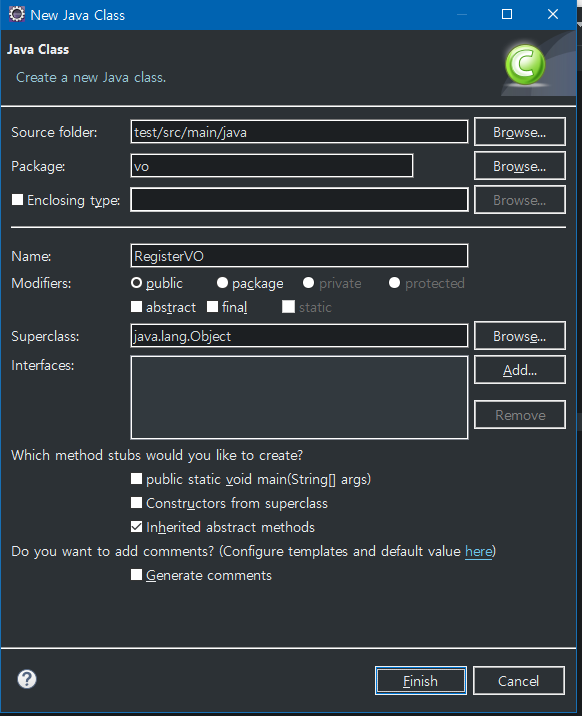 New Java Class
Java Class
Create a new Java class.
Source folder: test/src/main/java Browse...
Package: vo Browse...
Enclosing type: Browse...
Name: RegisterVO
Modifiers: public package private protected
abstract final static
Superclass: java.lang.Object Browse...
Interfaces: Add...
Remove
Which method stubs would you like to create?
public static void main(String[] args)
Constructors from superclass
Inherited abstract methods
Do you want to add comments? (Configure templates and default value here)
Generate comments
? Finish Cancel